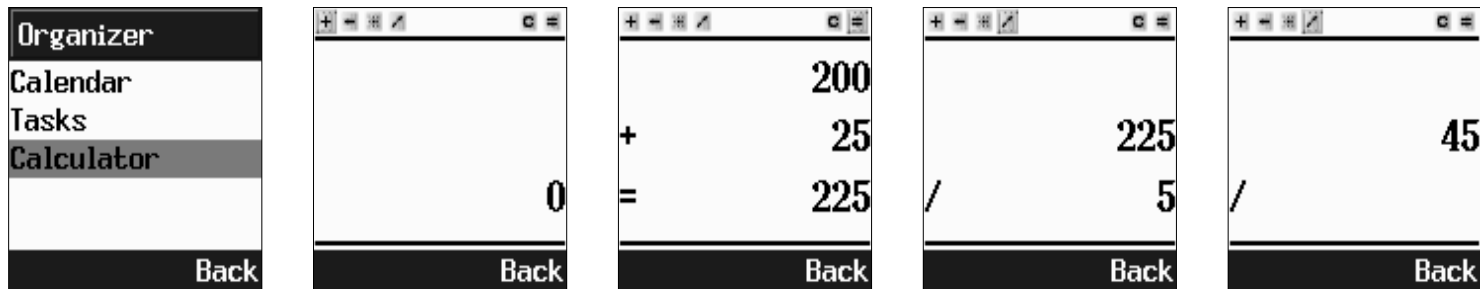 Organizer
Calendar
Tasks
Calculator
Back
+ - * / C =
0
Back
+ - * / C =
200
+ 25
= 225
Back
+ - * / C =
225
/ 5
Back
+ - * / C =
45
/
Back